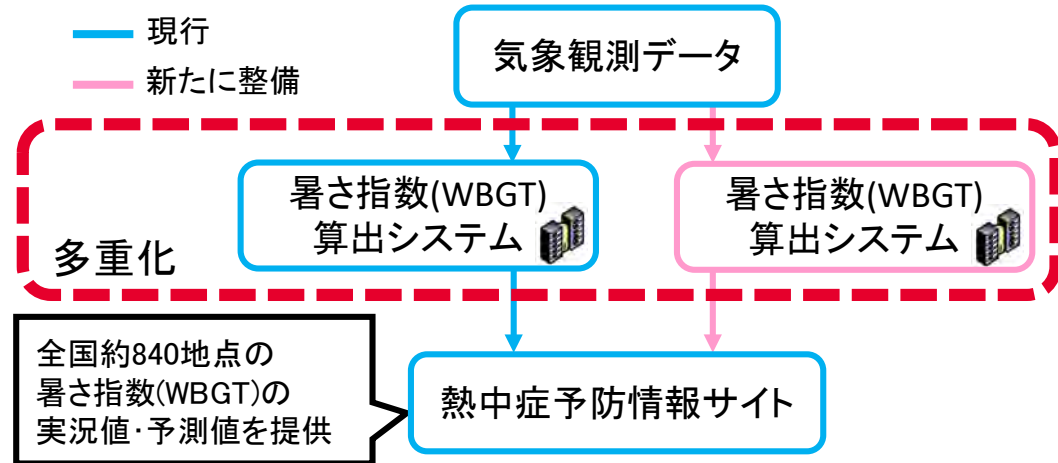 現行
新たに整備
気象観測データ
暑さ指数(WBGT)
算出システム
暑さ指数(WBGT)
算出システム
多重化
全国約840地点の
暑さ指数(WBGT)の
実況値・予測値を提供
熱中症予防情報サイト